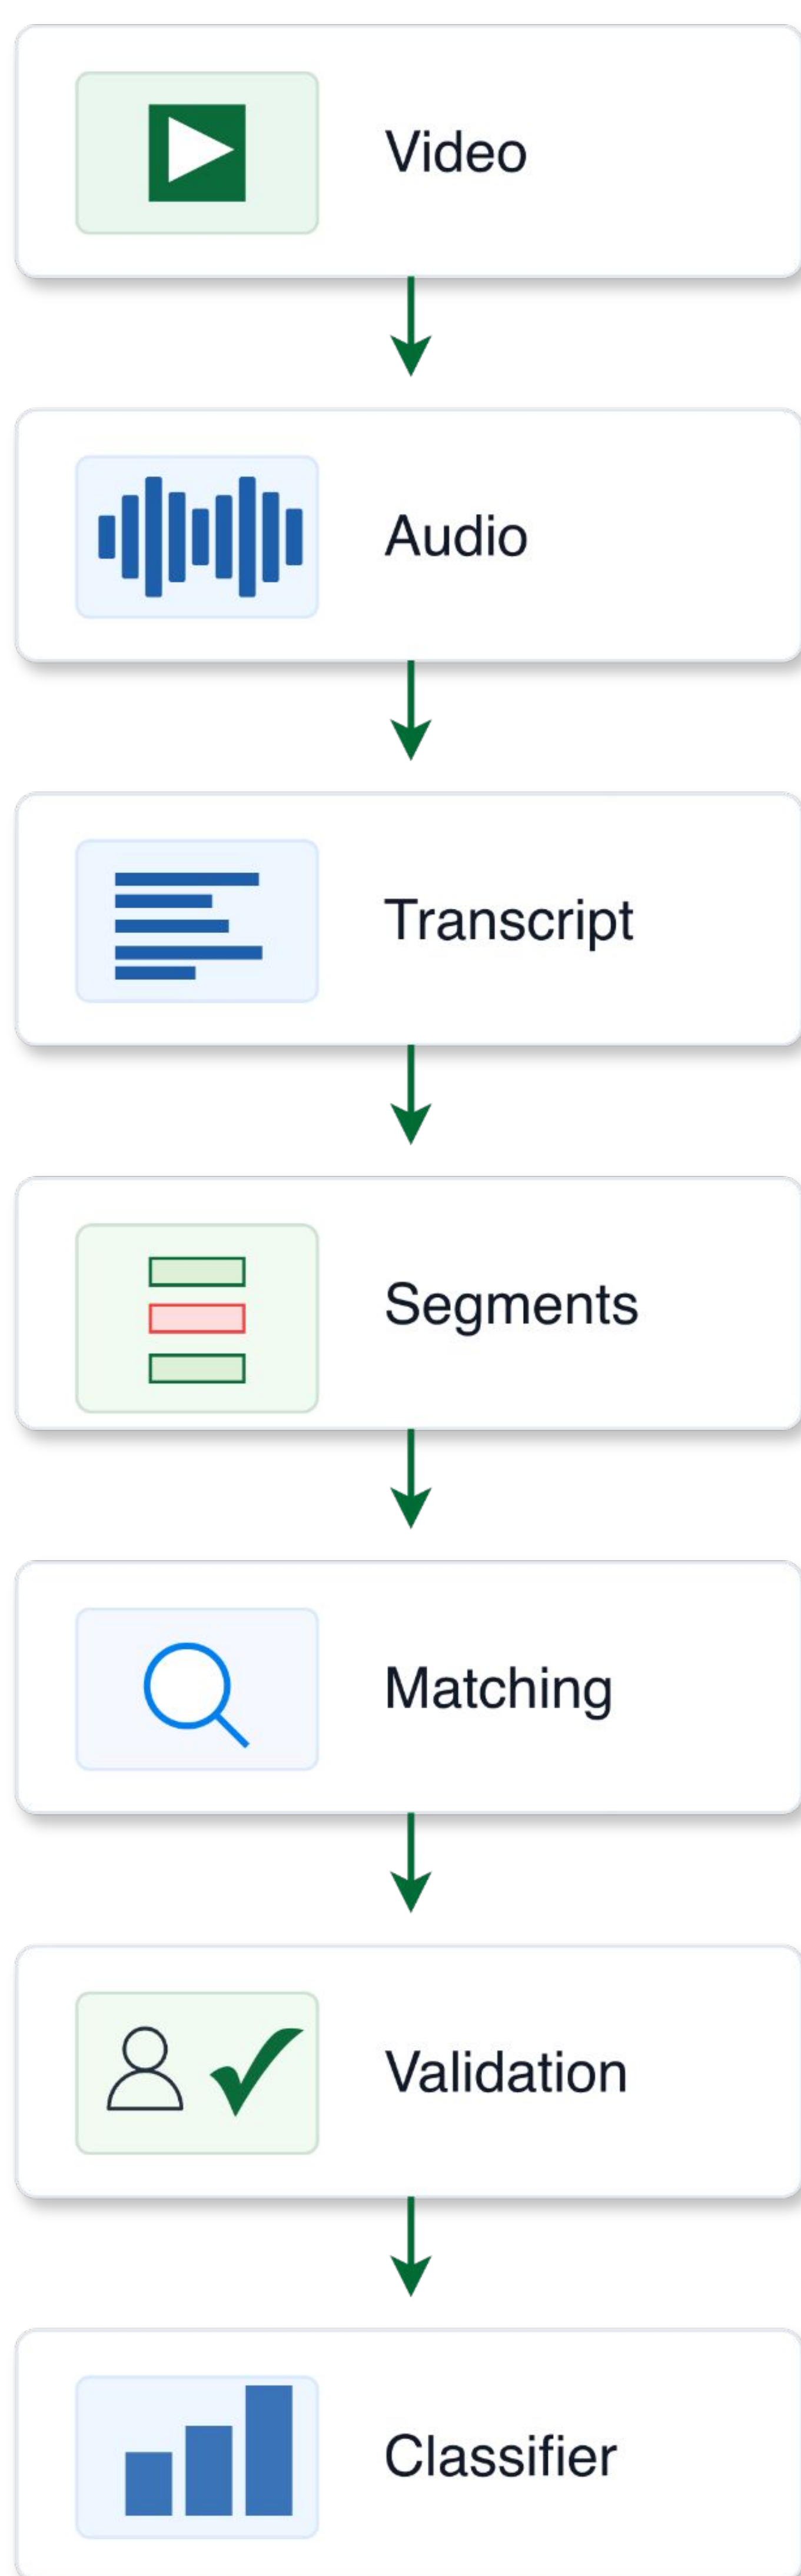 Video
Audio
Transcript
Segments
Matching
Validation
Classifier